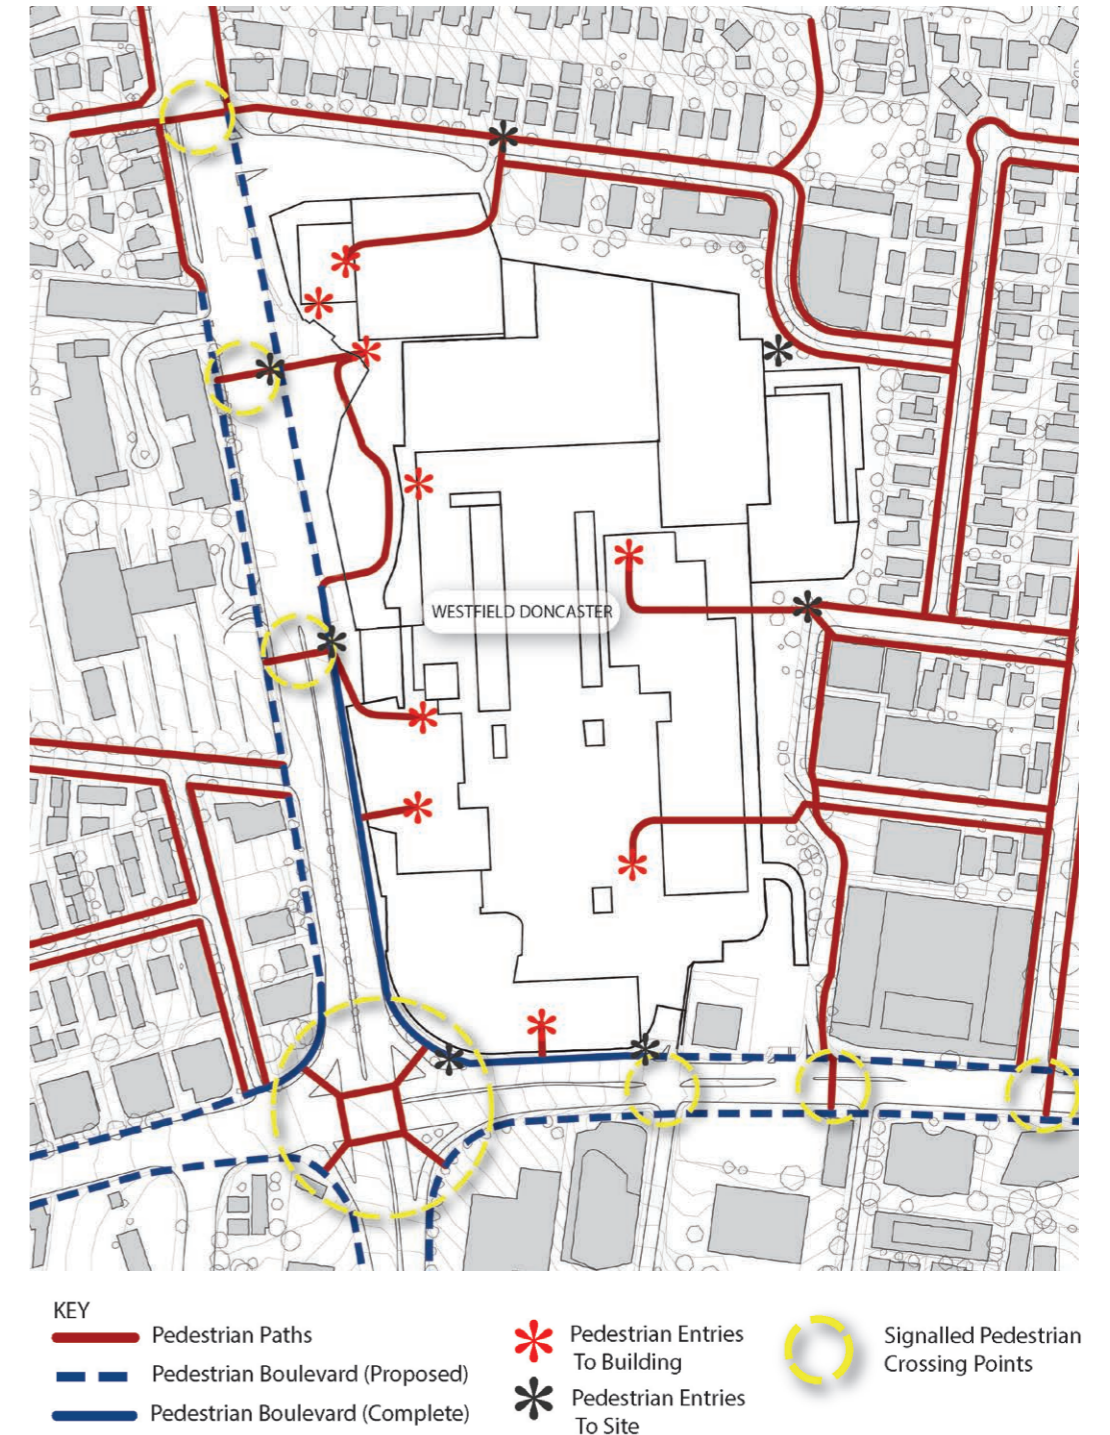 WESTFIELD DONCASTER
KEY
Pedestrian Paths
Pedestrian Boulevard (Proposed)
Pedestrian Boulevard (Complete)
Pedestrian Entries
To Building
Pedestrian Entries
To Site
Signalled Pedestrian
Crossing Points